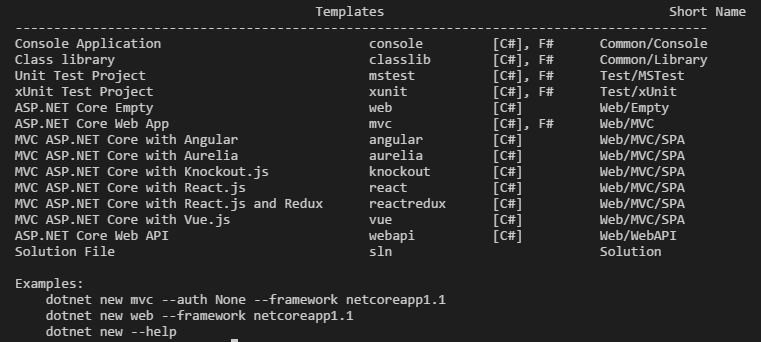 Templates                                     Short Name
------------------------------------------------------------------------------------------
Console Application                           console         [C#], F#      Common/Console
Class library                                 classlib        [C#], F#      Common/Library
Unit Test Project                             mstest          [C#], F#      Test/MSTest
xUnit Test Project                            xunit           [C#], F#      Test/xUnit
ASP.NET Core Empty                            web             [C#]          Web/Empty
ASP.NET Core Web App                          mvc             [C#], F#      Web/MVC
MVC ASP.NET Core with Angular                 angular         [C#]          Web/MVC/SPA
MVC ASP.NET Core with Aurelia                 aurelia         [C#]          Web/MVC/SPA
MVC ASP.NET Core with Knockout.js             knockout        [C#]          Web/MVC/SPA
MVC ASP.NET Core with React.js                react           [C#]          Web/MVC/SPA
MVC ASP.NET Core with React.js and Redux      reactredux      [C#]          Web/MVC/SPA
MVC ASP.NET Core with Vue.js                  vue             [C#]          Web/MVC/SPA
ASP.NET Core Web API                          webapi          [C#]          Web/WebAPI
Solution File                                 sln                           Solution
Examples:
    dotnet new mvc --auth None --framework netcoreapp1.1
    dotnet new web --framework netcoreapp1.1
    dotnet new --help